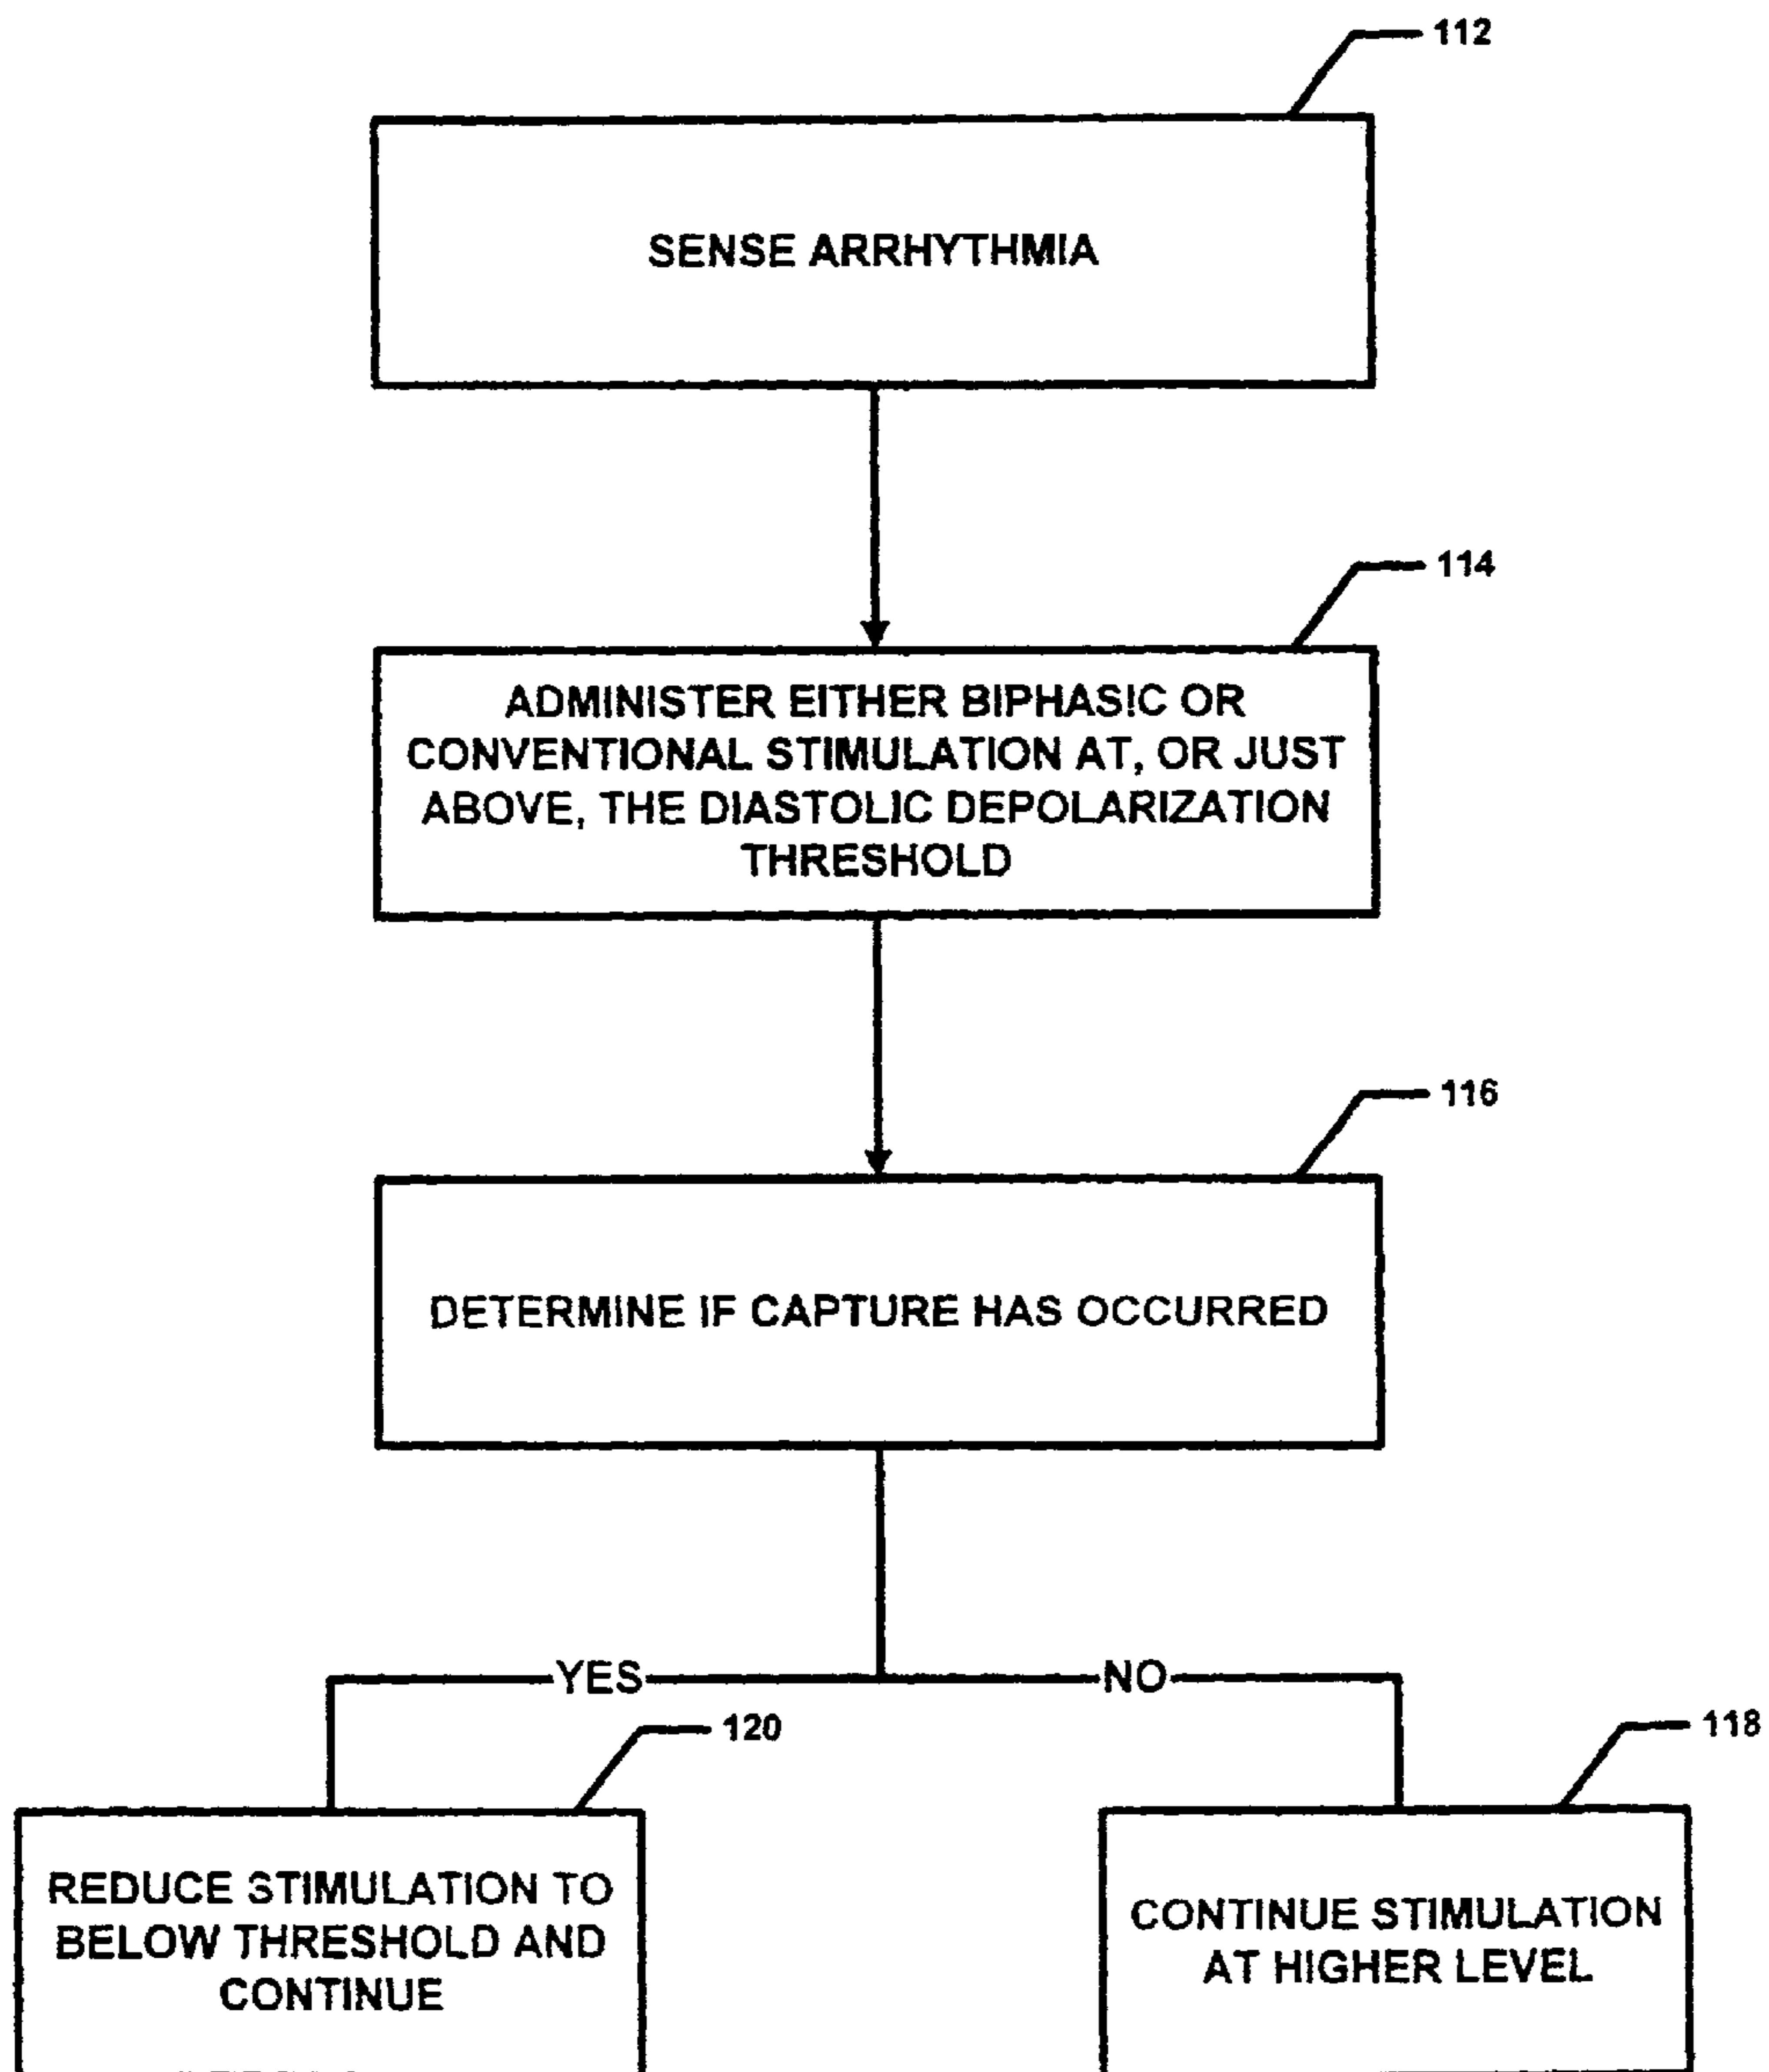 112
SENSE ARRHYTHMIA
114
ADMINISTER EITHER BIPHASIC OR
CONVENTIONAL STIMULATION AT, OR JUST
ABOVE, THE DIASTOLIC DEPOLARIZATION
THRESHOLD
116
DETERMINE IF CAPTURE HAS OCCURRED
YES
NO
120
118
REDUCE STIMULATION TO
BELOW THRESHOLD AND
CONTINUE
CONTINUE STIMULATION
AT HIGHER LEVEL